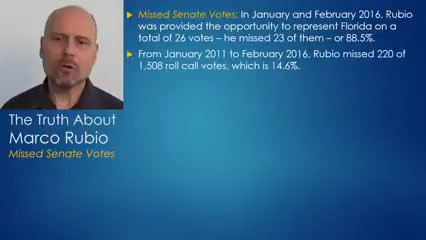 Missed Senate Votes: In January and February 2016, Rubio
was provided the opportunity to represent Florida on a
total of 26 votes – he missed 23 of them – or 88.5%.
From January 2011 to February 2016, Rubio missed 220 of
1,508 roll call votes, which is 14.6%.
The Truth About
Marco Rubio
Missed Senate Votes